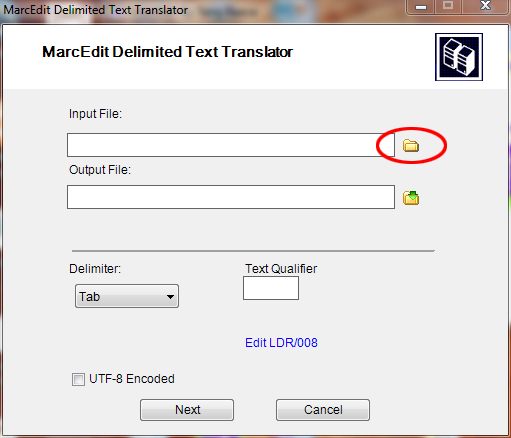 MarcEdit Delimited Text Translator
MarcEdit Delimited Text Translator
Input File:
Output File:
Delimiter:
Text Qualifier
Tab
Edit LDR/008
UTF-8 Encoded
Next
Cancel